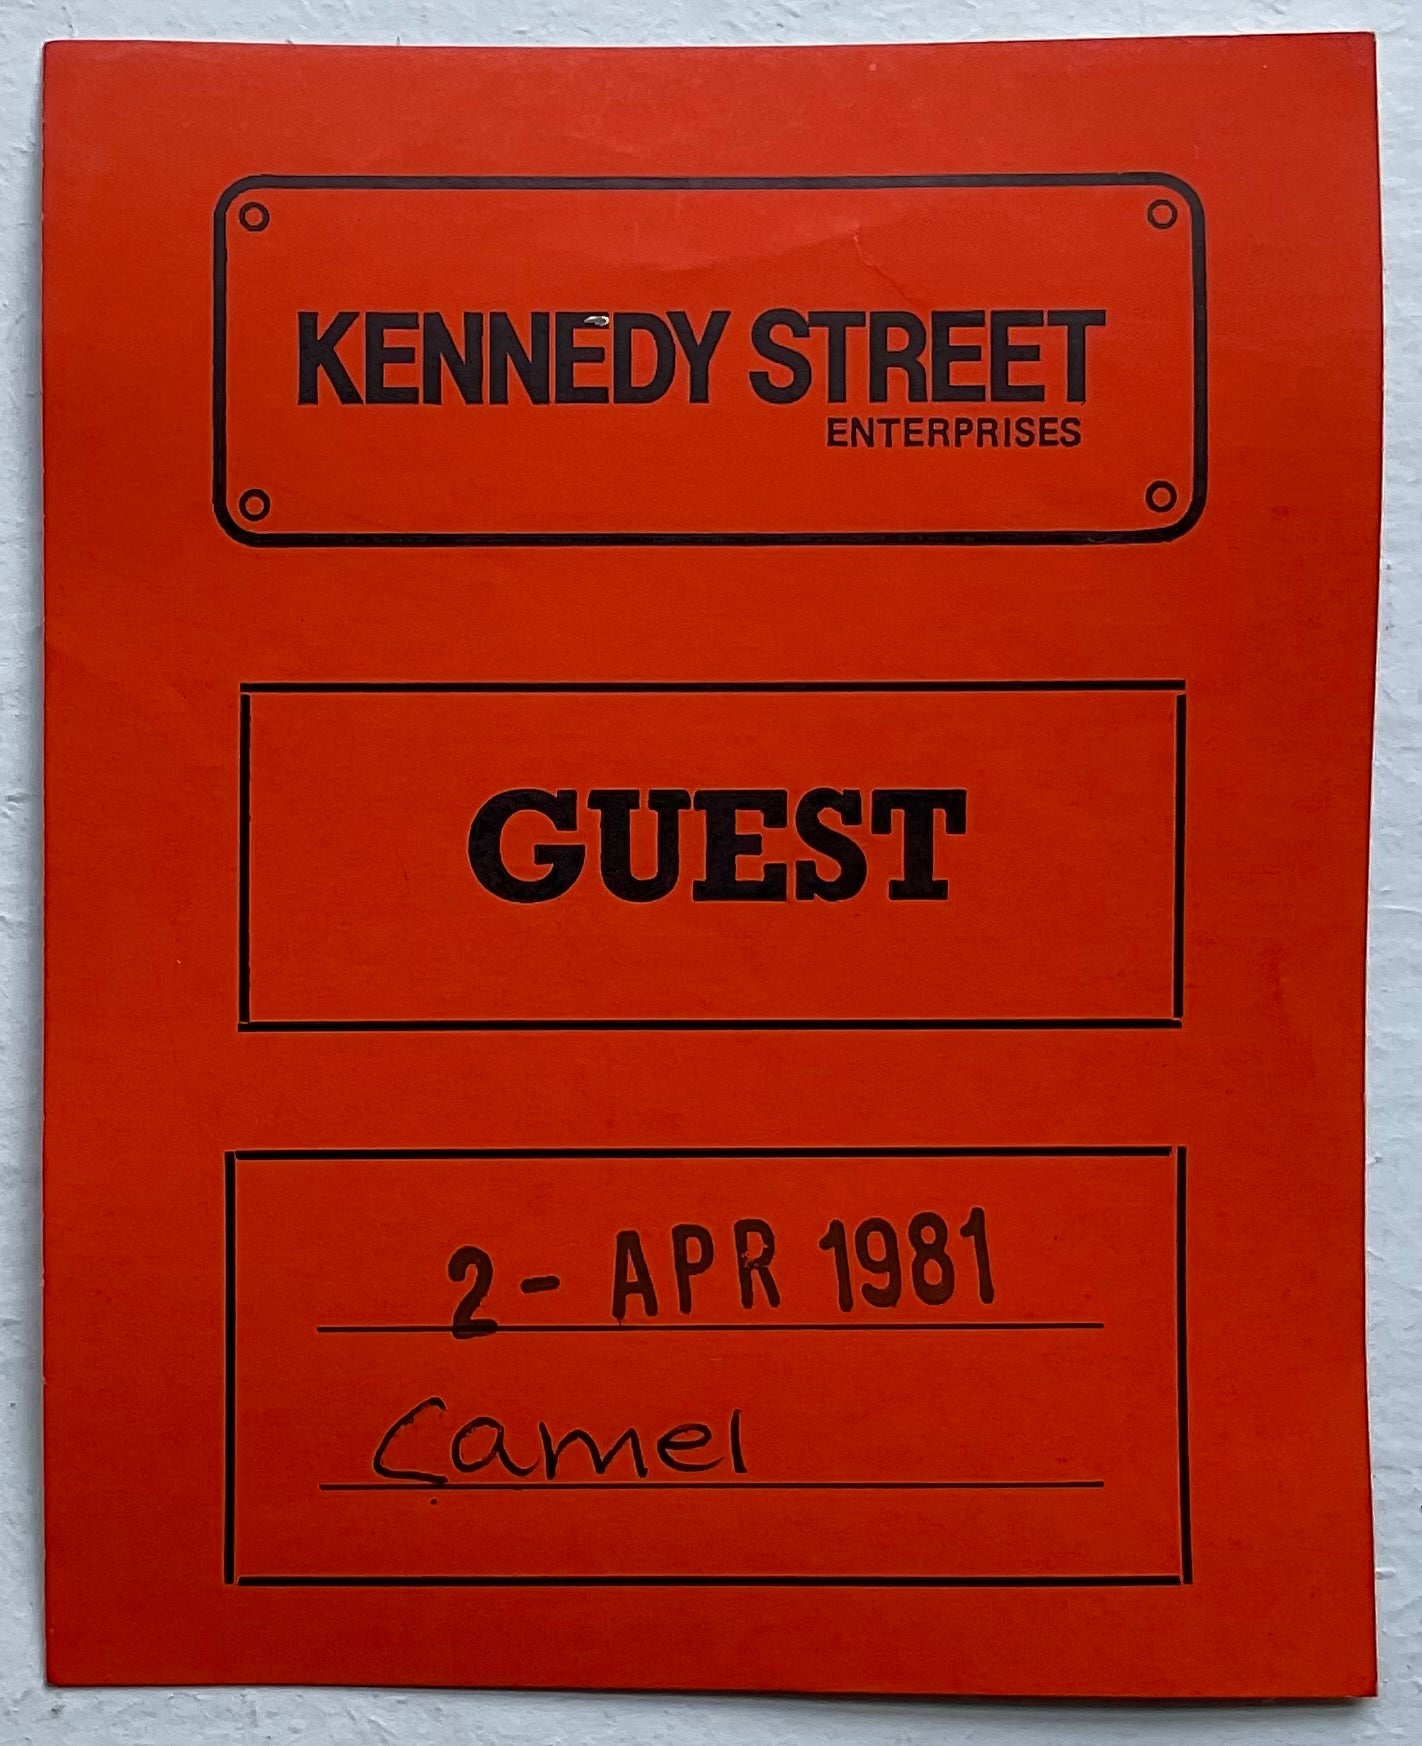 KENNEDY STREET
ENTERPRISES
GUEST
2 - APR 1981
Camel